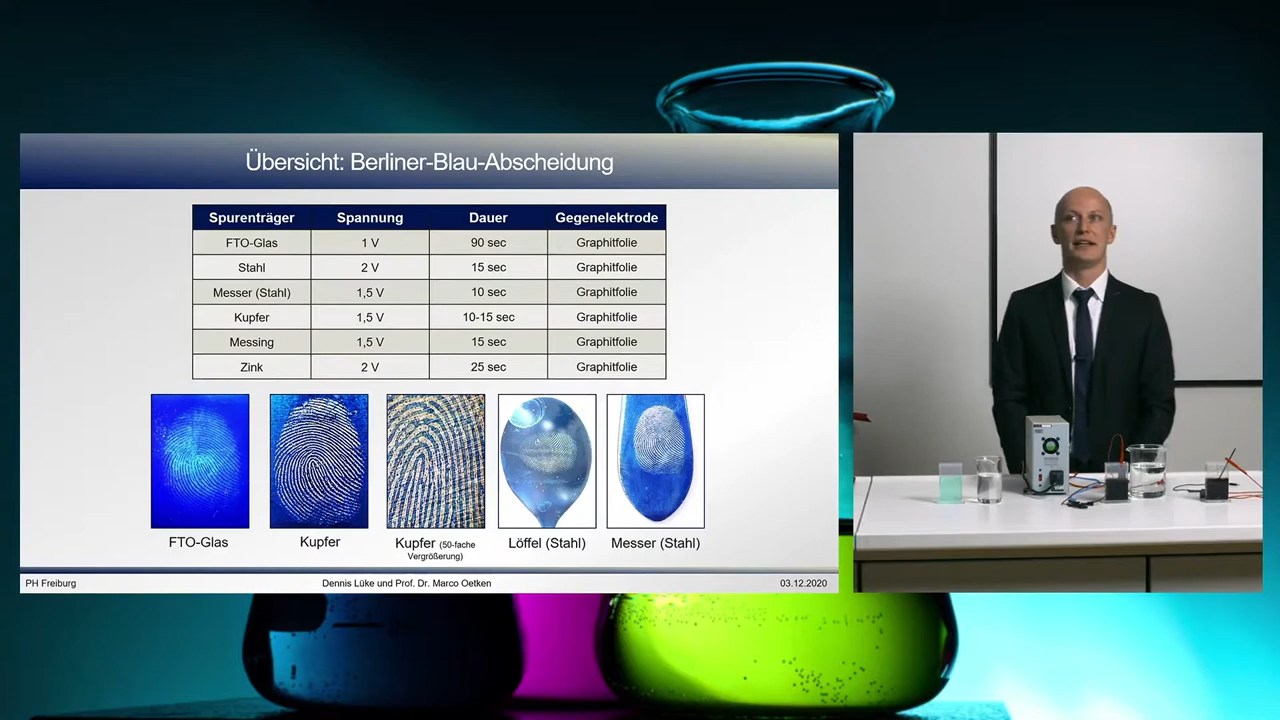 Übersicht: Berliner-Blau-Abscheidung
Spurenträger Spannung Dauer Gegenelektrode
FTO-Glas 1 V 90 sec Graphitfolie
Stahl 2 V 15 sec Graphitfolie
Messer (Stahl) 1,5 V 10 sec Graphitfolie
Kupfer 1,5 V 10-15 sec Graphitfolie
Messing 1,5 V 15 sec Graphitfolie
Zink 2 V 25 sec Graphitfolie
FTO-Glas Kupfer Kupfer (50-fache Löffel (Stahl) Messer (Stahl)
Vergrößerung)
PH Freiburg Dennis Lüke und Prof. Dr. Marco Oetken 03.12.2020